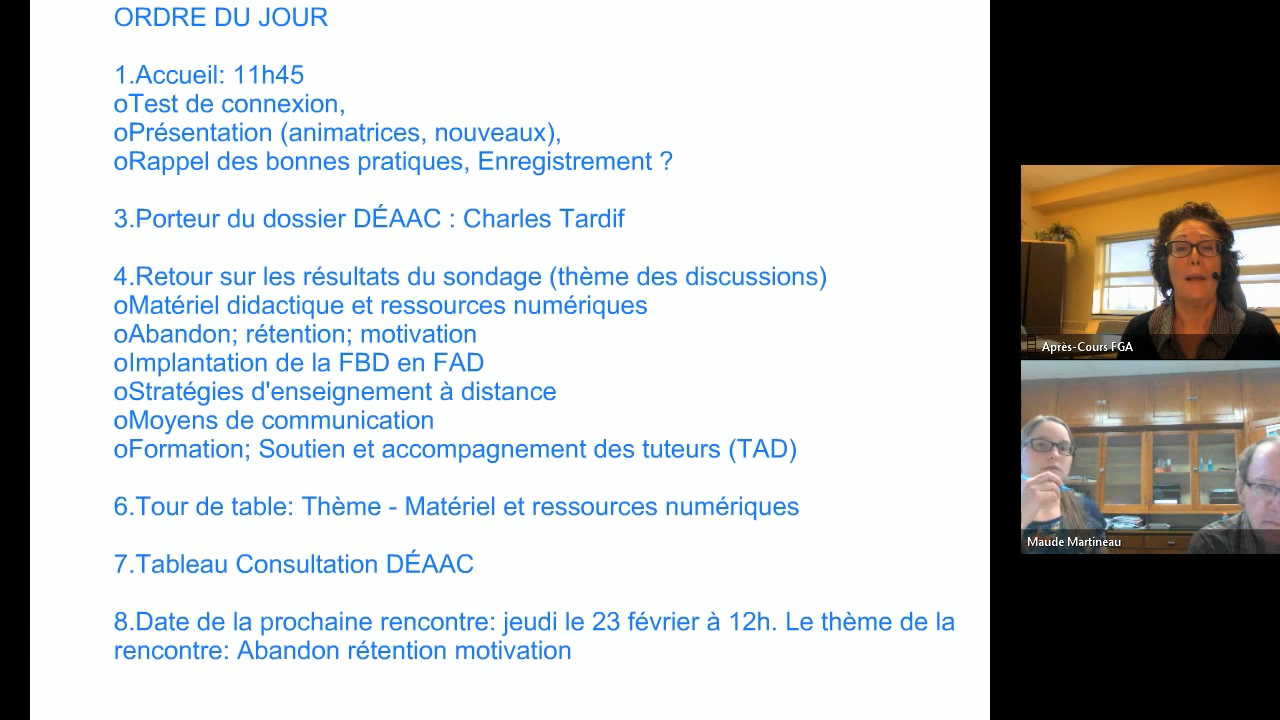 ORDRE DU JOUR
1.Accueil: 11h45
oTest de connexion,
oPrésentation (animatrices, nouveaux),
oRappel des bonnes pratiques, Enregistrement ?
3.Porteur du dossier DÉAAC : Charles Tardif
4.Retour sur les résultats du sondage (thème des discussions)
oMatériel didactique et ressources numériques
oAbandon; rétention; motivation
oImplantation de la FBD en FAD
oStratégies d'enseignement à distance
oMoyens de communication
oFormation; Soutien et accompagnement des tuteurs (TAD)
6.Tour de table: Thème - Matériel et ressources numériques
7.Tableau Consultation DÉAAC
8.Date de la prochaine rencontre: jeudi le 23 février à 12h. Le thème de la
rencontre: Abandon rétention motivation
Après-Cours FGA
Maude Martineau